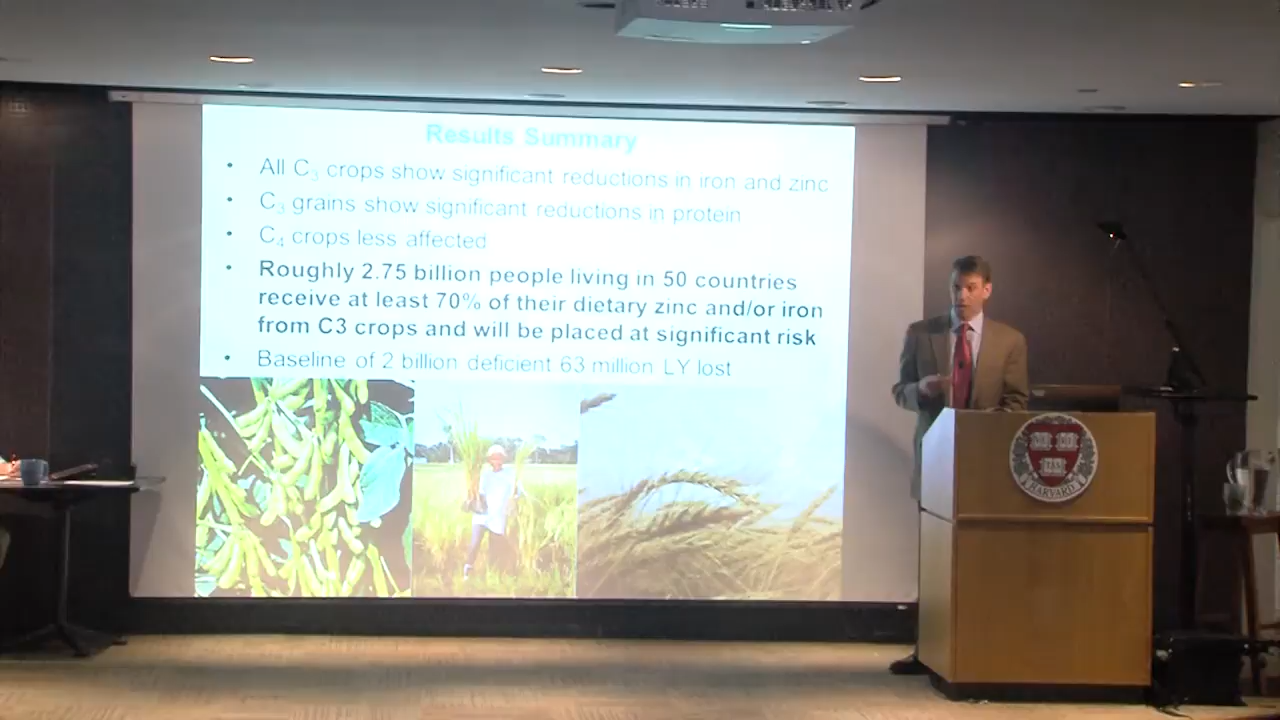 Results Summary
• All C₃ crops show significant reductions in iron and zinc
• C₃ grains show significant reductions in protein
• C₄ crops less affected
• Roughly 2.75 billion people living in 50 countries
receive at least 70% of their dietary zinc and/or iron
from C3 crops and will be placed at significant risk
• Baseline of 2 billion deficient 63 million LY lost
VE RI
TAS
HARVARD